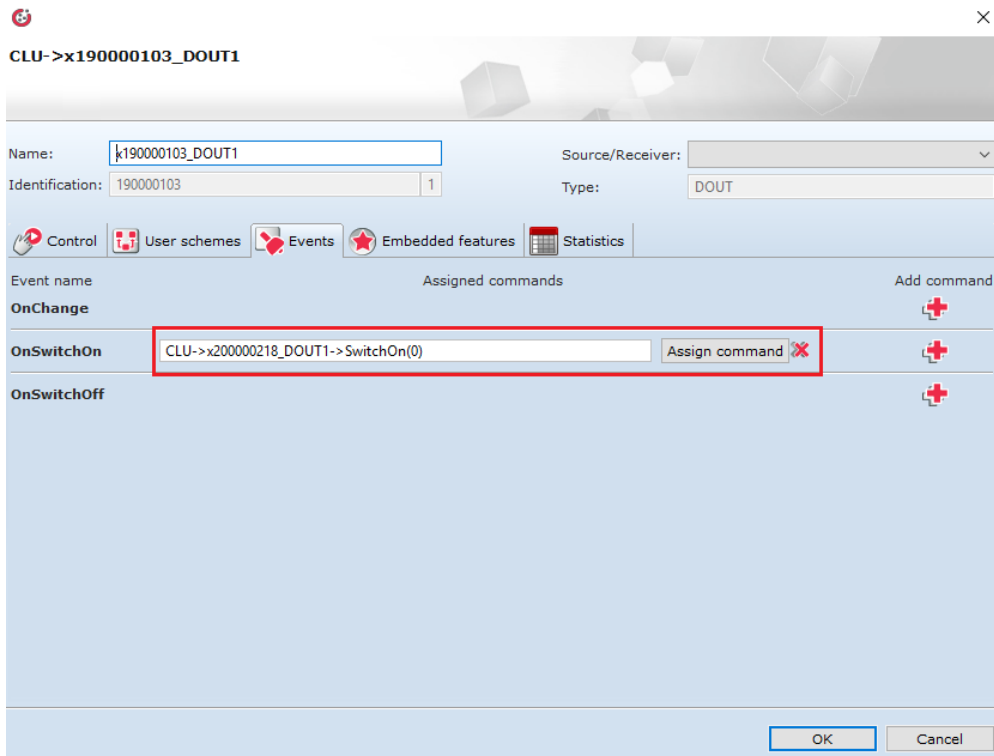 CLU->x190000103_DOUT1
Name: x190000103_DOUT1 Source/Receiver:
Identification: 190000103 1 Type: DOUT
Control User schemes Events Embedded features Statistics
Event name Assigned commands Add command
OnChange
OnSwitchOn CLU->x200000218_DOUT1->SwitchOn(0) Assign command
OnSwitchOff
OK Cancel